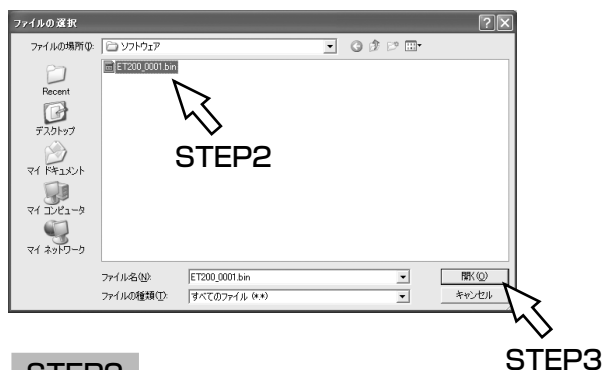 ファイルの選択
ファイルの場所(I):
ソフトウェア
ET200_0001.bin
Recent
デスクトップ
マイ ドキュメント
マイ コンピュータ
マイ ネットワーク
STEP2
ファイル名(N):
ET200_0001.bin
開く(O)
ファイルの種類(T):
すべてのファイル (*.*)
キャンセル
STEP3